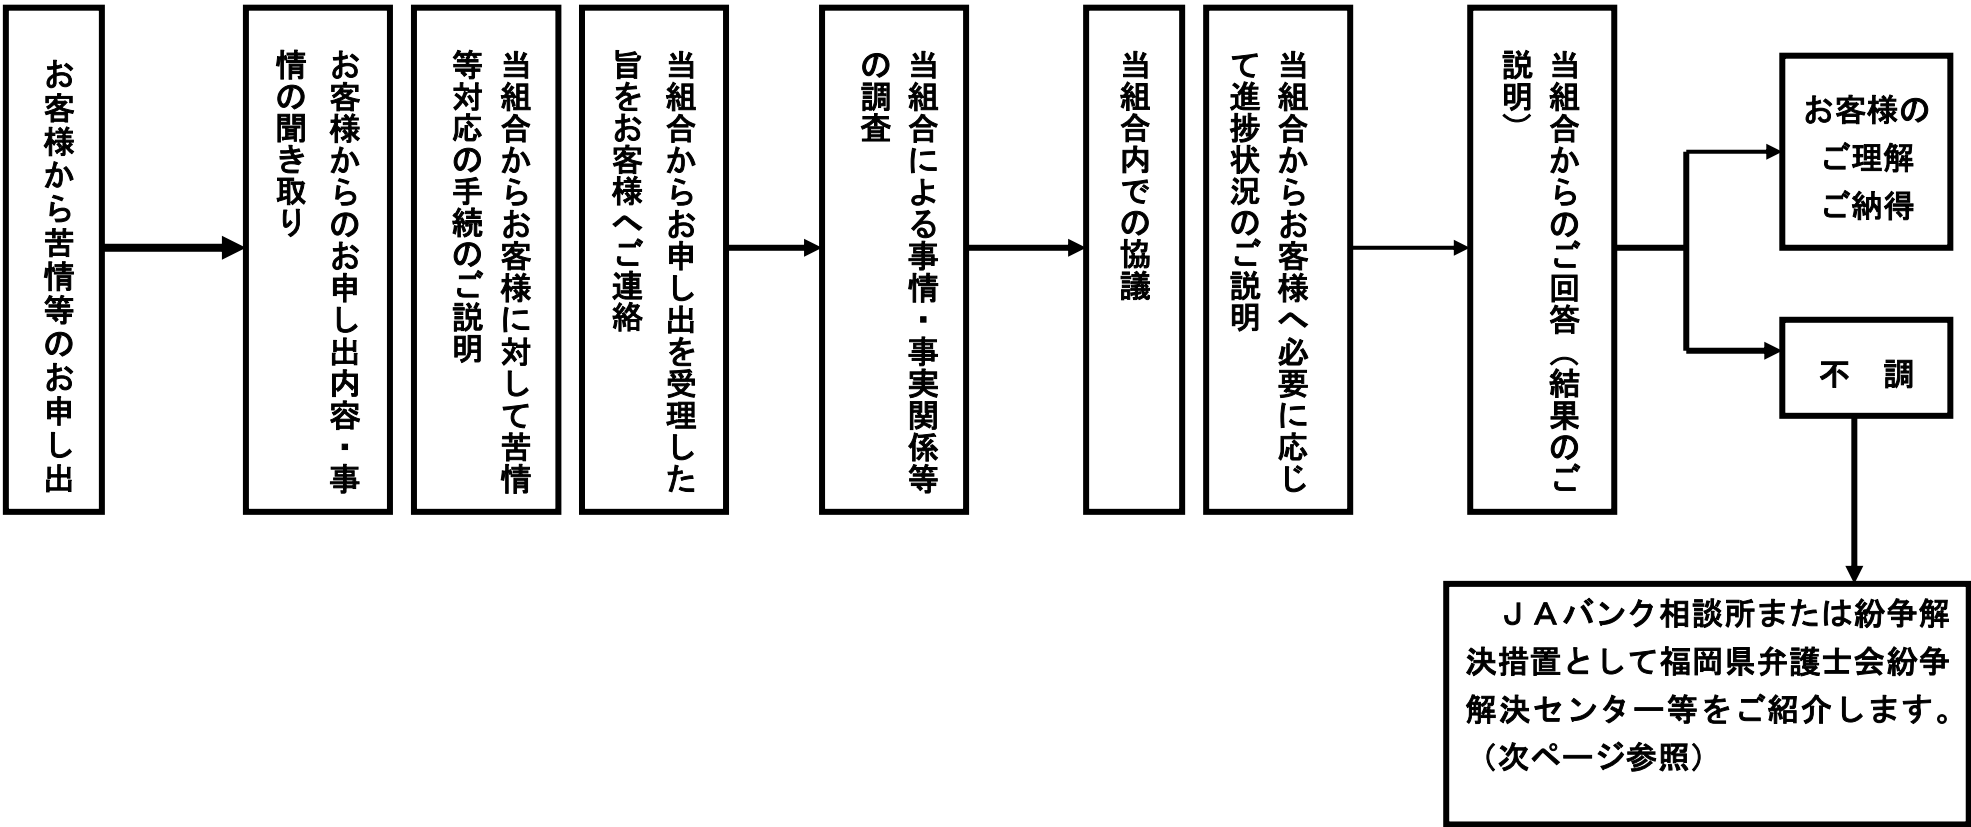 お客様から苦情等のお申し出
お客様からのお申し出内容・事
情の聞き取り
当組合からお客様に対して苦情
等対応の手続のご説明
当組合からお申し出を受理した
旨をお客様へご連絡
当組合による事情・事実関係等
の調査
当組合内での協議
当組合からお客様へ必要に応じ
て進捗状況のご説明
当組合からのご回答（結果のご
説明）
お客様の
ご理解
ご納得
不　調
ＪＡバンク相談所または紛争解
決措置として福岡県弁護士会紛争
解決センター等をご紹介します。
（次ページ参照）